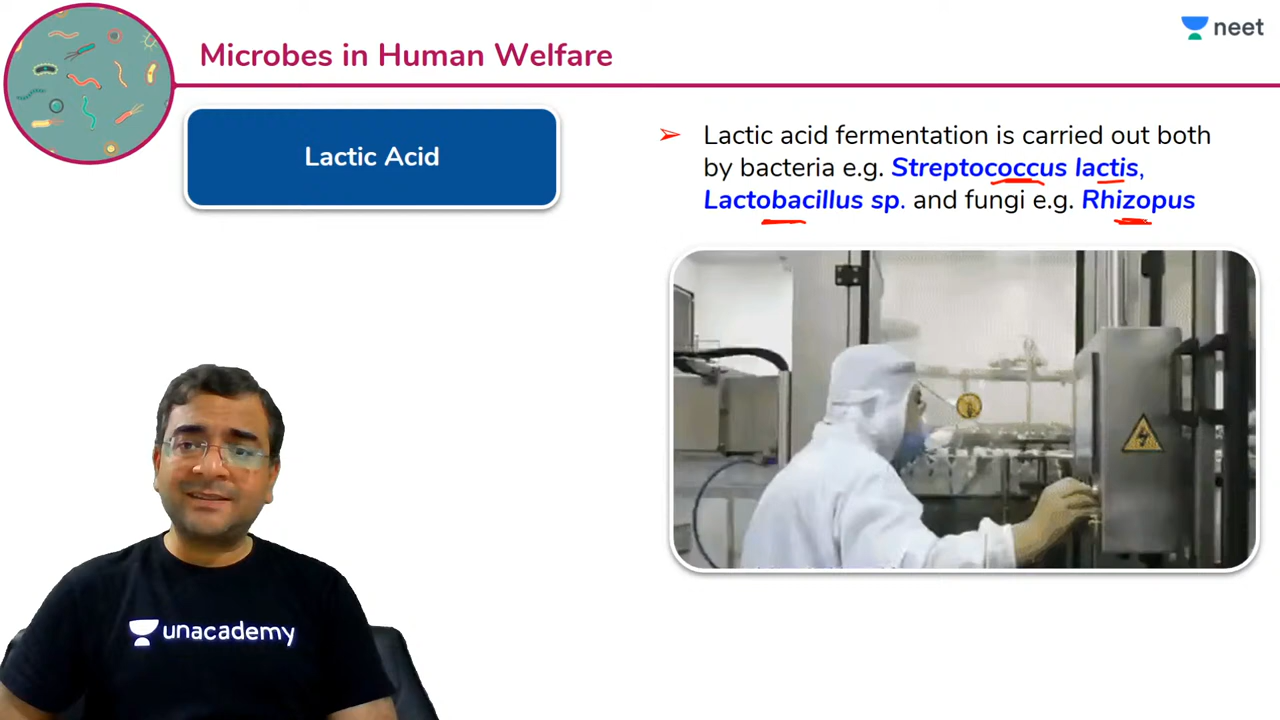 Microbes in Human Welfare
neet
Lactic Acid
➢ Lactic acid fermentation is carried out both
by bacteria e.g. Streptococcus lactis,
Lactobacillus sp. and fungi e.g. Rhizopus
unacademy